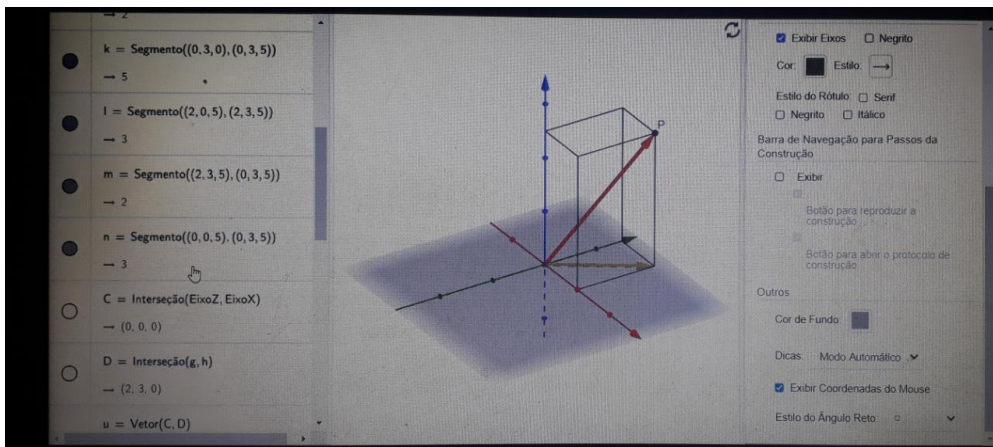 → 2
k = Segmento((0,3,0),(0,3,5))
→ 5
l = Segmento((2,0,5),(2,3,5))
→ 3
m = Segmento((2,3,5),(0,3,5))
→ 2
n = Segmento((0,0,5),(0,3,5))
→ 3
C = Interseção(EixoZ, EixoX)
→ (0, 0, 0)
D = Interseção(g, h)
→ (2, 3, 0)
u = Vetor(C, D)
P
Exibir Eixos Negrito
Cor: Estilo:
Estilo do Rótulo: Serif
Negrito Itálico
Barra de Navegação para Passos da
Construção
Exibir
Botão para reproduzir a
construção
Botão para abrir o protocolo de
construção
Outros
Cor de Fundo:
Dicas Modo Automático
Exibir Coordenadas do Mouse
Estilo do Ângulo Reto